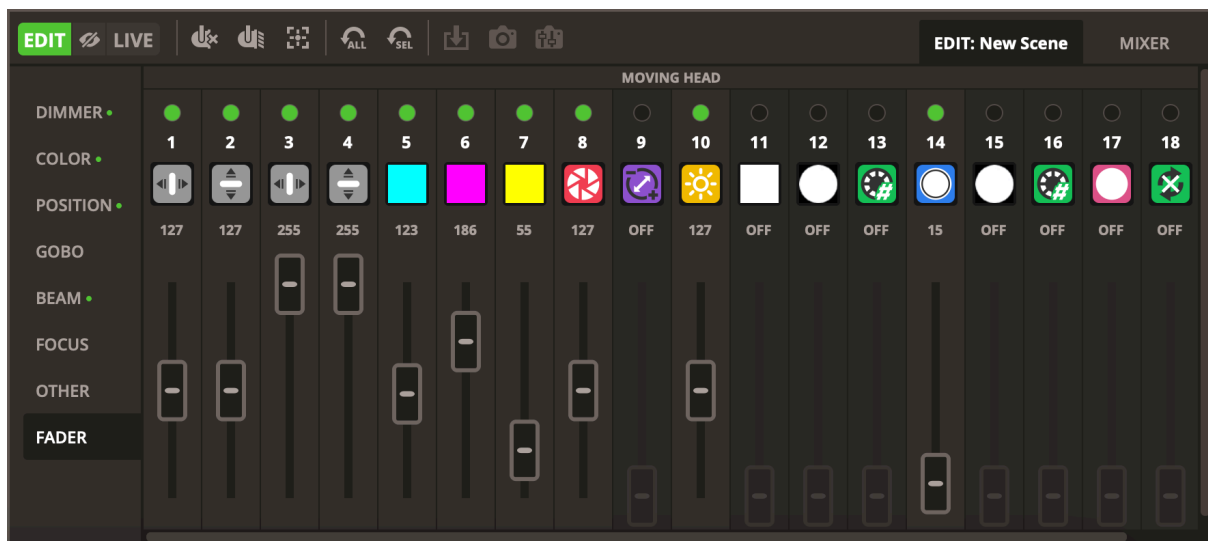 EDIT LIVE ALL SEL EDIT: New Scene MIXER
MOVING HEAD
DIMMER
COLOR
POSITION
GOBO
BEAM
FOCUS
OTHER
FADER
1 2 3 4 5 6 7 8 9 10 11 12 13 14 15 16 17 18
# #
127 127 255 255 123 186 55 127 OFF 127 OFF OFF OFF 15 OFF OFF OFF OFF